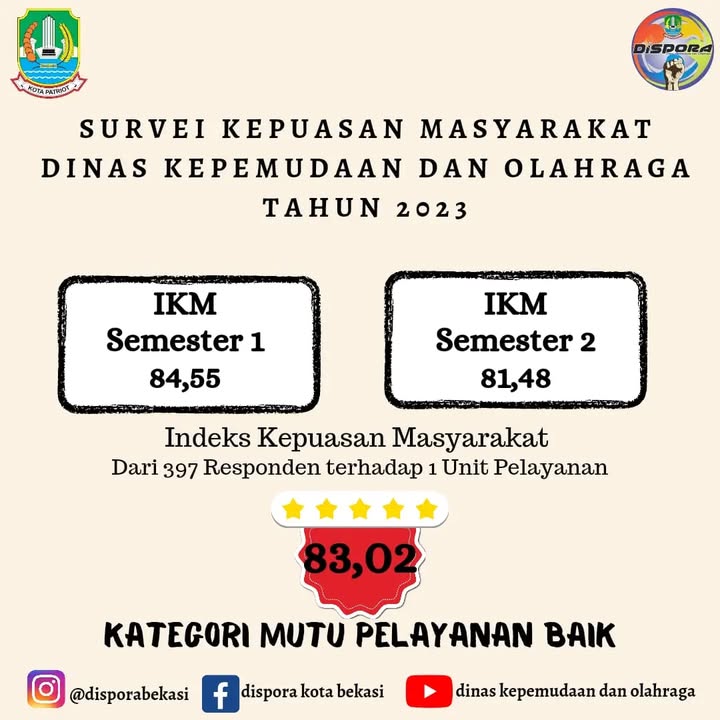 KOTA PATRIOT
DISPORA
SURVEI KEPUASAN MASYARAKAT
DINAS KEPEMUDAAN DAN OLAHRAGA
TAHUN 2023
IKM
Semester 1
84,55
IKM
Semester 2
81,48
Indeks Kepuasan Masyarakat
Dari 397 Responden terhadap 1 Unit Pelayanan
83,02
KATEGORI MUTU PELAYANAN BAIK
@disporabekasi
dispora kota bekasi
dinas kepemudaan dan olahraga